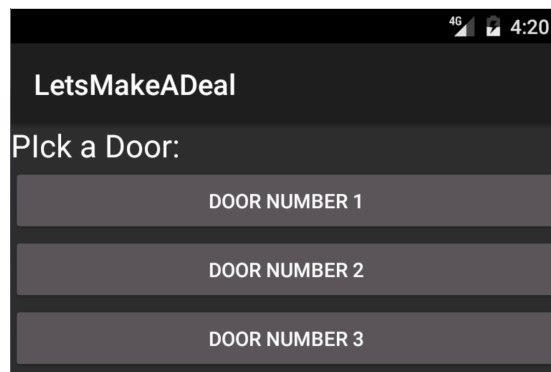 4G 4:20
LetsMakeADeal
PIck a Door:
DOOR NUMBER 1
DOOR NUMBER 2
DOOR NUMBER 3